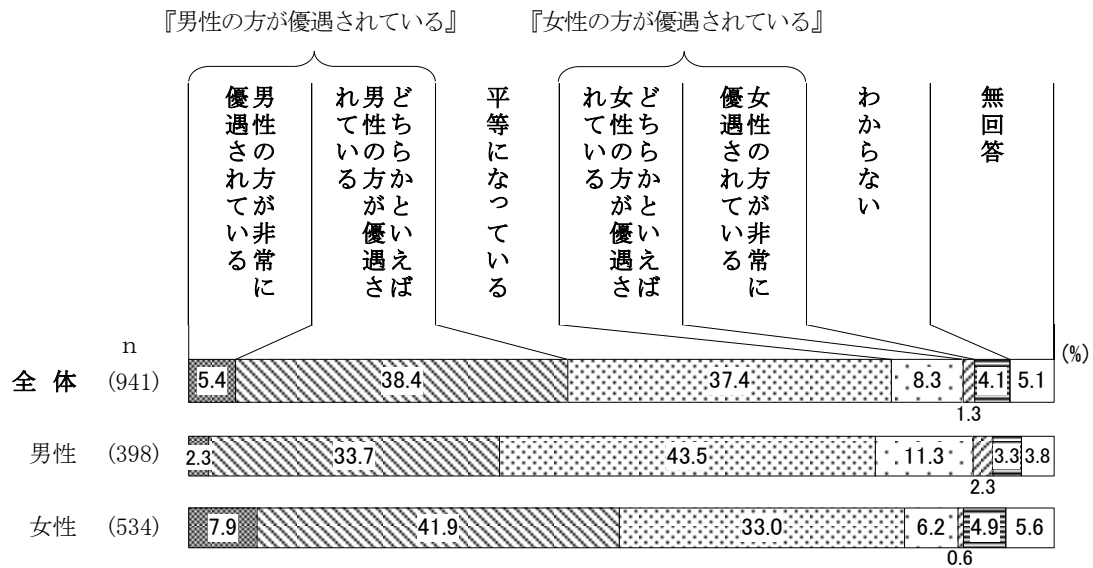 『男性の方が優遇されている』
『女性の方が優遇されている』
男性の方が非常に
優遇されている
どちらかといえば
男性の方が優遇さ
れている
平等になっている
どちらかといえば
女性の方が優遇さ
れている
女性の方が非常に
優遇されている
わからない
無回答
n
(%)
全体 (941) 5.4 38.4 37.4 8.3 1.3 4.1 5.1
男性 (398) 2.3 33.7 43.5 11.3 2.3 3.3 3.8
女性 (534) 7.9 41.9 33.0 6.2 0.6 4.9 5.6